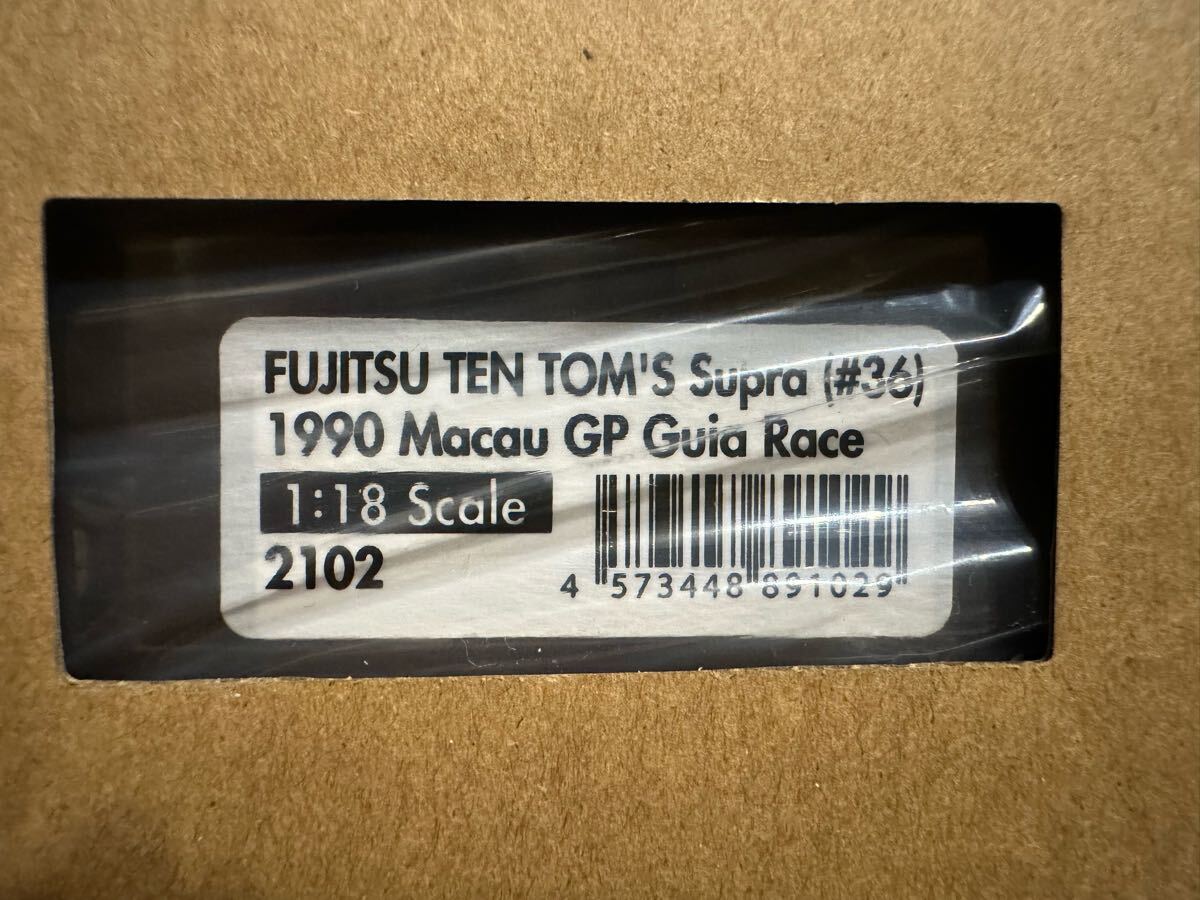 FUJITSU TEN TOM'S Supra (#36)
1990 Macau GP Guia Race
1:18 Scale
2102
4 573448 891029